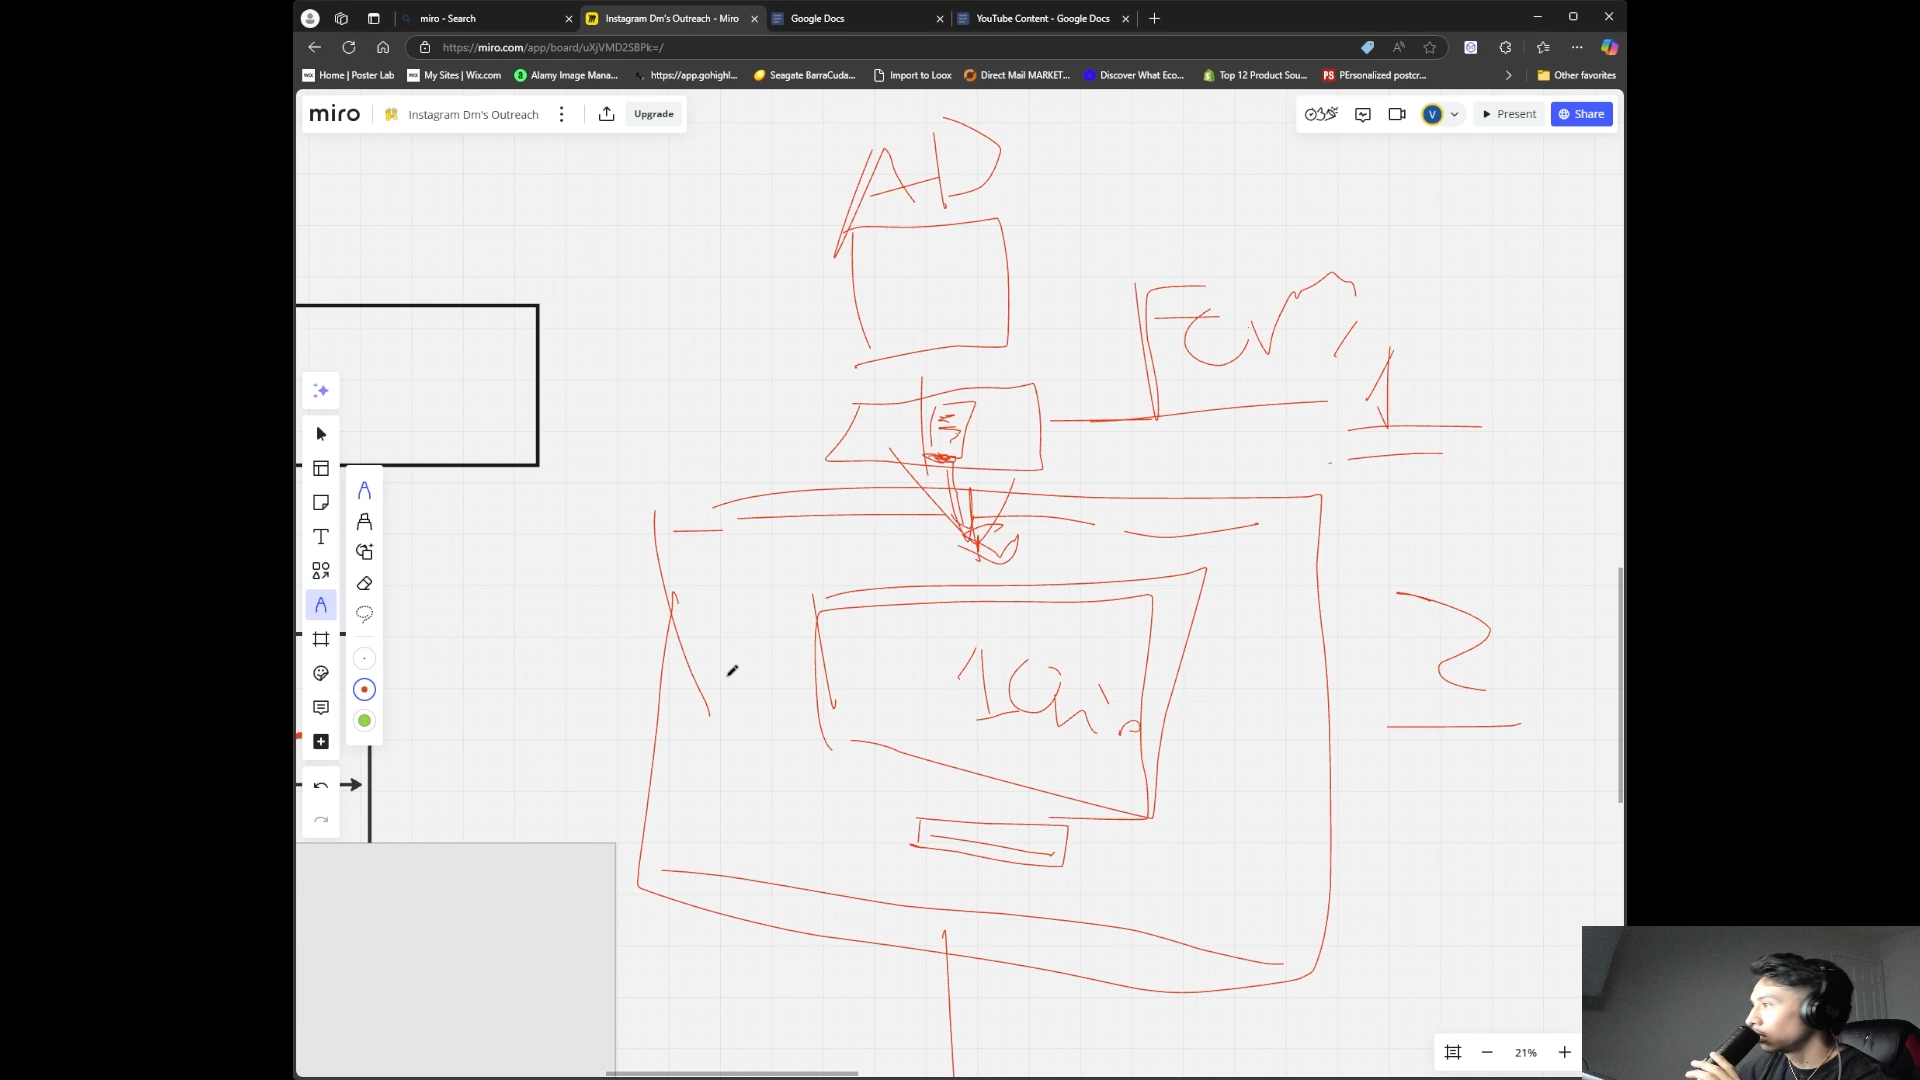 miro - Search
Instagram Dm's Outreach - Miro
Google Docs
YouTube Content - Google Docs
https://miro.com/app/board/uXjVMD2SBPk=/
Home | Poster Lab
My Sites | Wix.com
Alamy Image Mana...
https://app.gohighl...
Seagate BarraCuda...
Import to Loox
Direct Mail MARKET...
Discover What Eco...
Top 12 Product Sou...
PErsonalized postcr...
Other favorites
miro
Instagram Dm's Outreach
Upgrade
V
Present
Share
AD
1
2
21%